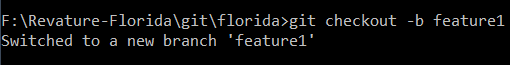 F:\Revature-Florida\git\florida>git checkout -b feature1
Switched to a new branch 'feature1'